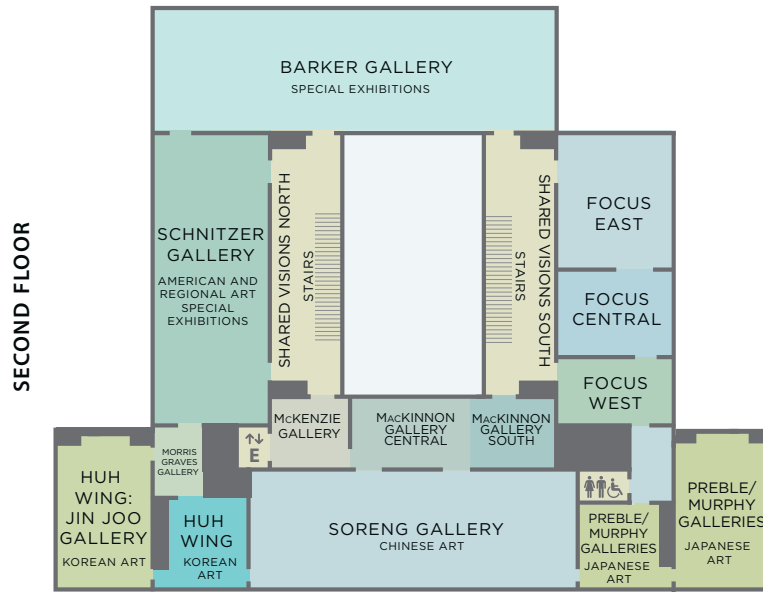 BARKER GALLERY
SPECIAL EXHIBITIONS
SECOND FLOOR
SCHNITZER
GALLERY
AMERICAN AND
REGIONAL ART
SPECIAL
EXHIBITIONS
SHARED VISIONS NORTH
STAIRS
STAIRS
SHARED VISIONS SOUTH
FOCUS
EAST
FOCUS
CENTRAL
FOCUS
WEST
McKENZIE
GALLERY
MacKINNON
GALLERY
CENTRAL
MacKINNON
GALLERY
SOUTH
E
MORRIS
GRAVES
GALLERY
HUH
WING:
JIN JOO
GALLERY
KOREAN ART
HUH
WING
KOREAN
ART
SORENG GALLERY
CHINESE ART
PREBLE/
MURPHY
GALLERIES
JAPANESE
ART
PREBLE/
MURPHY
GALLERIES
JAPANESE
ART